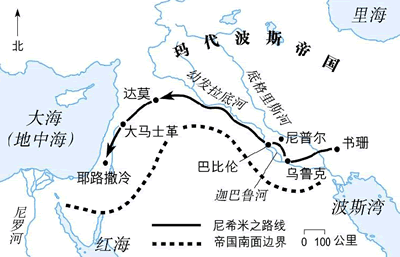 北
里海
玛代波斯帝国
幼发拉底河
底格里斯河
达莫
大海
(地中海)
大马士革
尼普尔
书珊
巴比伦
耶路撒冷
乌鲁克
迦巴鲁河
尼罗河
波斯湾
红海
尼希米之路线
帝国南面边界
0 100 公里